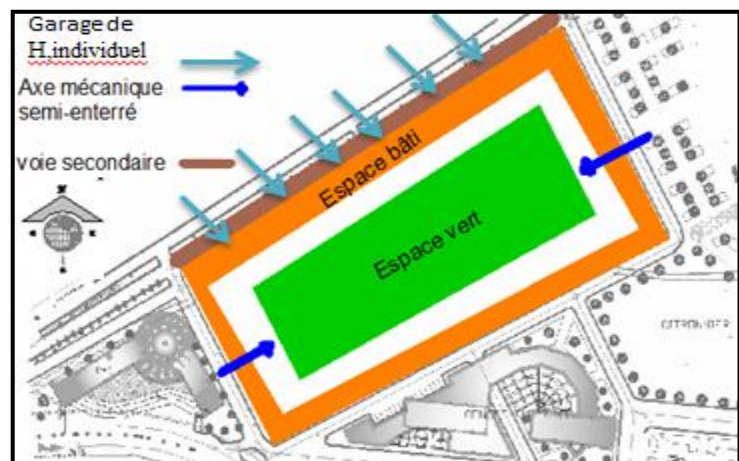 Garage de
H,individuel
Axe mécanique
semi-enterré
voie secondaire
Espace bâti
Espace vert